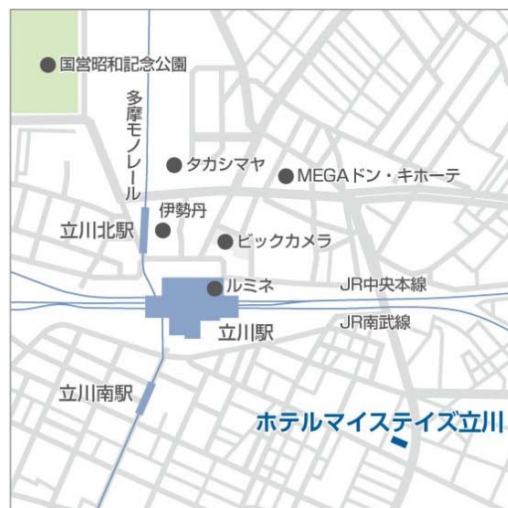 国営昭和記念公園
多摩モノレール
タカシマヤ
MEGAドン・キホーテ
伊勢丹
立川北駅
ビックカメラ
ルミネ
JR中央本線
JR南武線
立川駅
立川南駅
ホテルマイステイズ立川